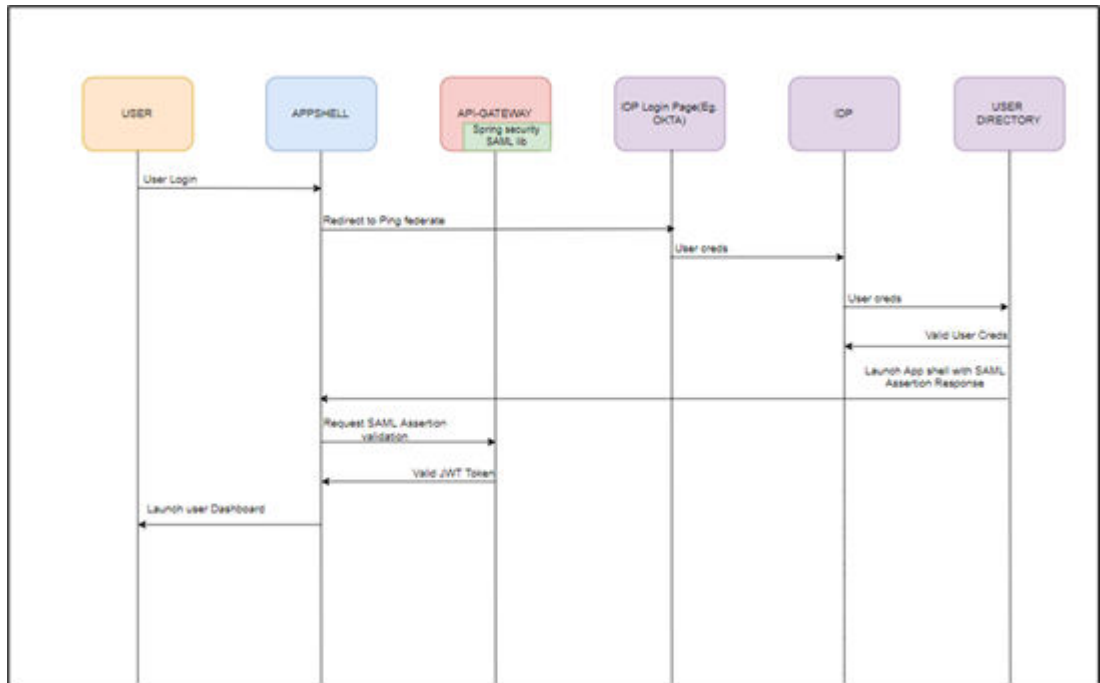 USER
APPSHELL
API-GATEWAY
Spring security
SAML lib
IDP Login Page(Eg.
OKTA)
IDP
USER
DIRECTORY
User Login
Redirect to Ping federate
User creds
User creds
Valid User Creds
Launch App shell with SAML
Assertion Response
Request SAML Assertion
validation
Valid JWT Token
Launch user Dashboard